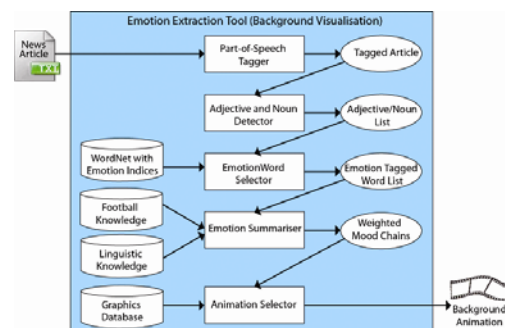 Emotion Extraction Tool (Background Visualisation)
News
Article
TXT
Part-of-Speech
Tagger
Tagged Article
Adjective and Noun
Detector
Adjective/Noun
List
WordNet with
Emotion Indices
EmotionWord
Selector
Emotion Tagged
Word List
Football
Knowledge
Emotion Summariser
Weighted
Mood Chains
Linguistic
Knowledge
Graphics
Database
Animation Selector
Background
Animation